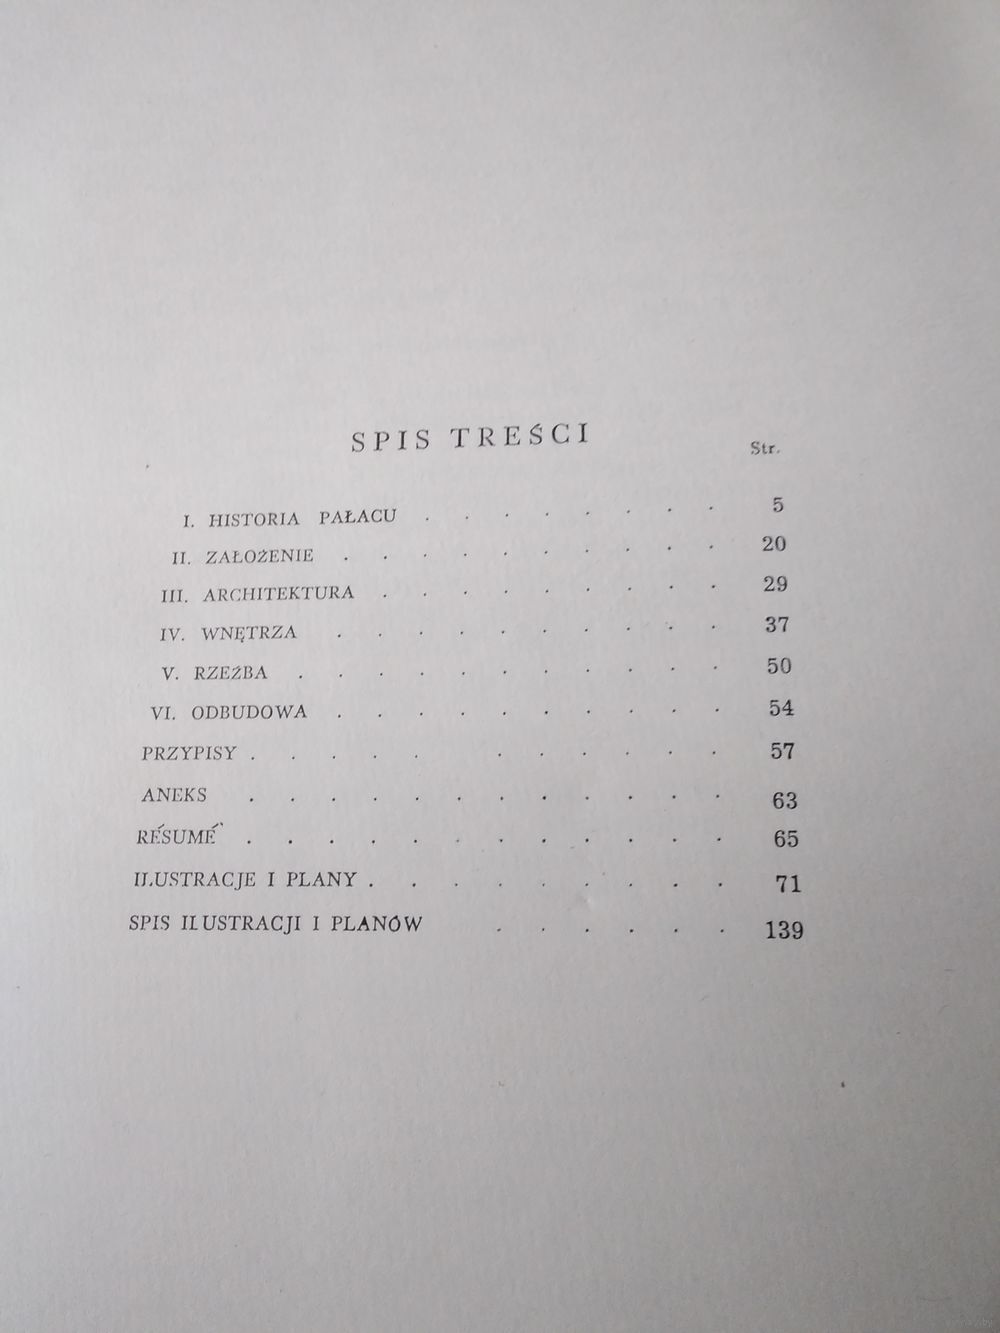 SPIS TREŚCI
Str.
I. HISTORIA PAŁACU . . . . . . . . 5
II. ZAŁOŻENIE . . . . . . . . . . 20
III. ARCHITEKTURA . . . . . . . . . 29
IV. WNĘTRZA . . . . . . . . . . 37
V. RZEŹBA . . . . . . . . . . . 50
VI. ODBUDOWA . . . . . . . . . . 54
PRZYPISY . . . . . . . . . . . 57
ANEKS . . . . . . . . . . . . 63
RÉSUMÉ . . . . . . . . . . . . 65
ILUSTRACJE I PLANY . . . . . . . . . 71
SPIS ILUSTRACJI I PLANÓW . . . . . . 139